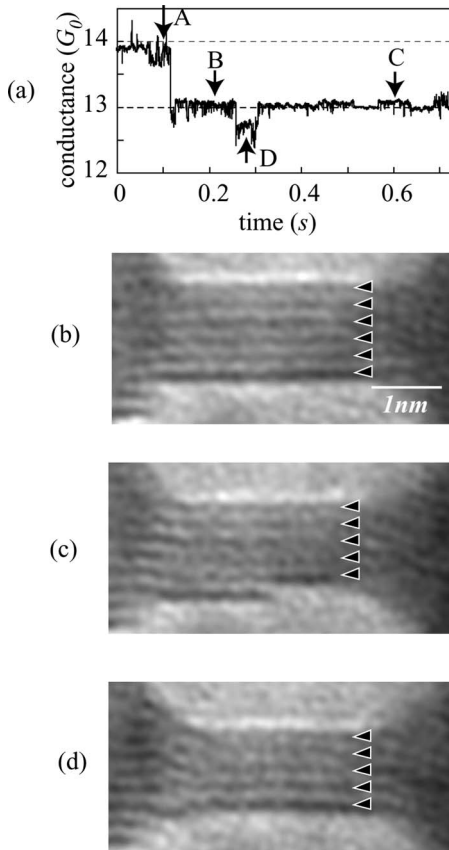 (a)
conductance (G0)
14
13
12
A
B
C
D
0
0.2
0.4
0.6
time (s)
(b)
1nm
(c)
(d)